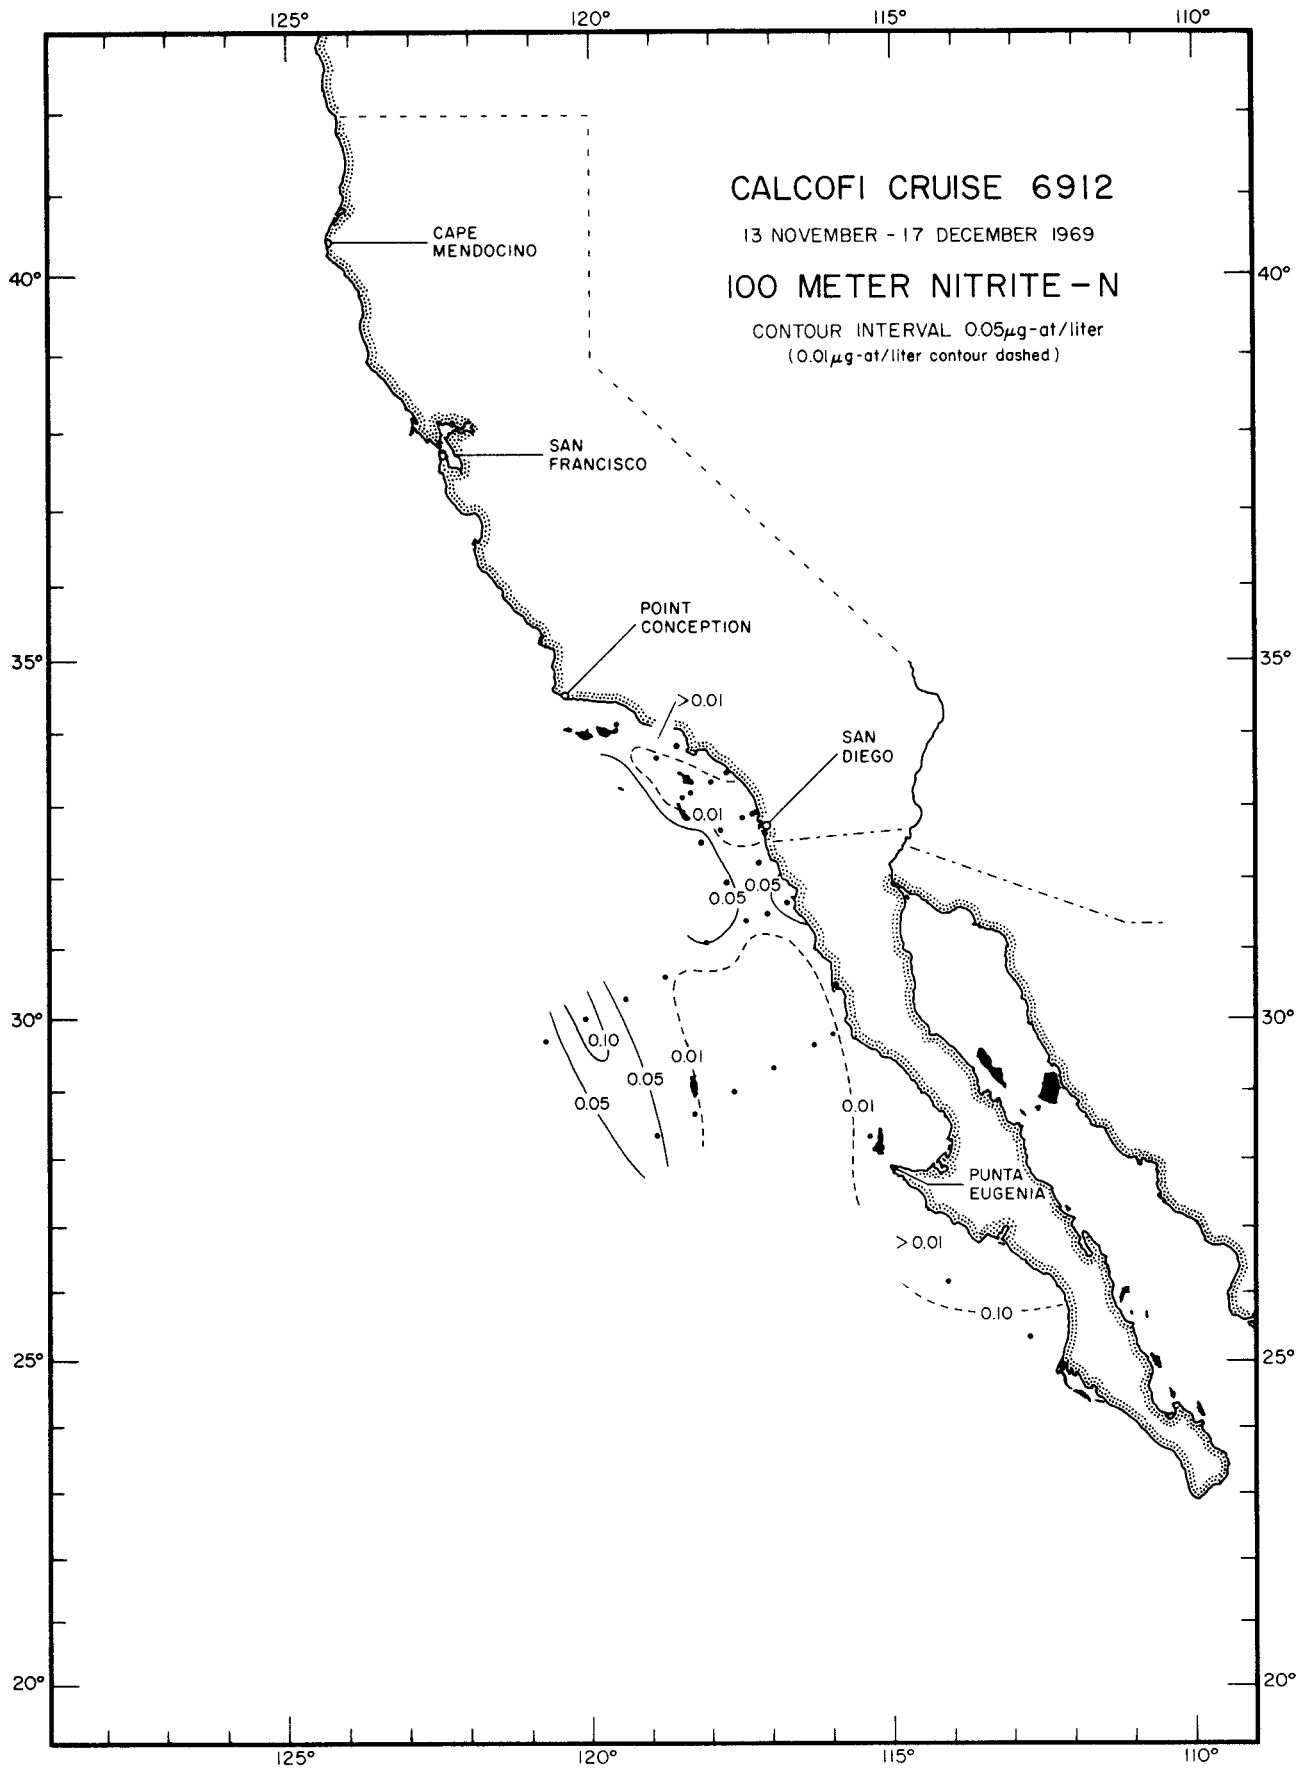 125° 120° 115° 110°
CALCOFI CRUISE 6912
13 NOVEMBER - 17 DECEMBER 1969
CAPE
MENDOCINO
40° 40°
100 METER NITRITE-N
CONTOUR INTERVAL 0.05µg-at/liter
(0.01µg-at/liter contour dashed)
SAN
FRANCISCO
POINT
CONCEPTION
35° 35°
>0.01
SAN
DIEGO
0.01
0.05
0.05
30° 30°
0.10
0.01
0.05
0.05
0.01
PUNTA
EUGENIA
>0.01
0.10
25° 25°
20° 20°
125° 120° 115° 110°